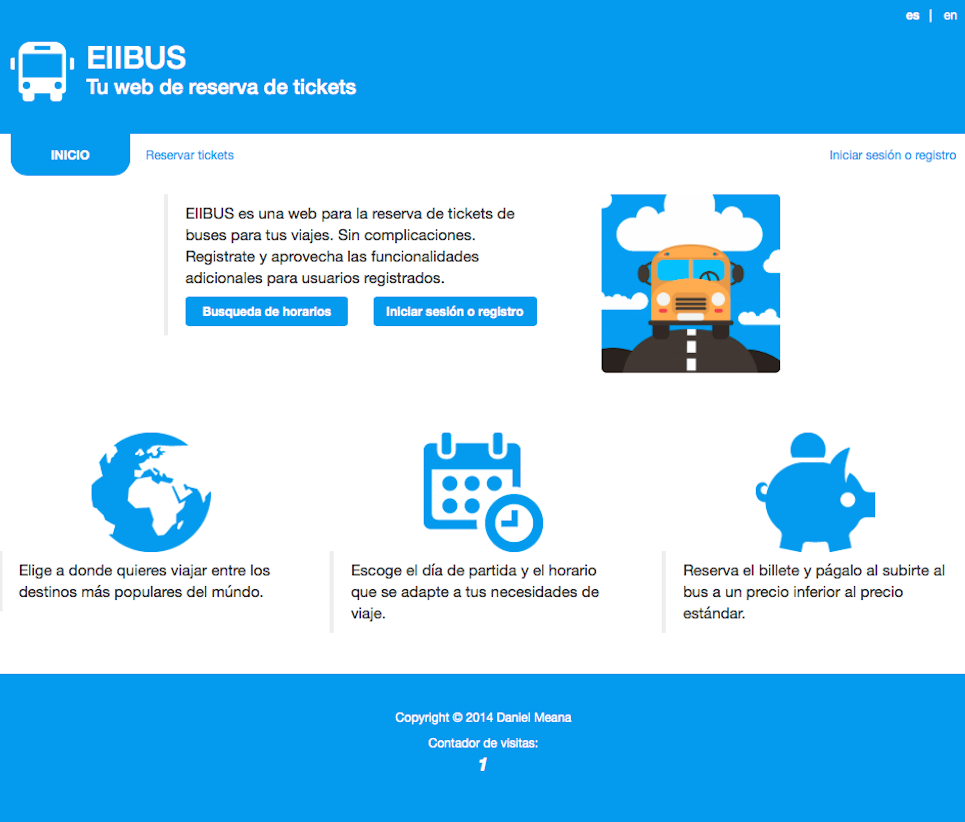 es | en
EIIBUS
Tu web de reserva de tickets
INICIO
Reservar tickets
Iniciar sesión o registro
EIIBUS es una web para la reserva de tickets de
buses para tus viajes. Sin complicaciones.
Registrate y aprovecha las funcionalidades
adicionales para usuarios registrados.
Busqueda de horarios
Iniciar sesión o registro
Elige a donde quieres viajar entre los
destinos más populares del múndo.
Escoge el día de partida y el horario
que se adapte a tus necesidades de
viaje.
Reserva el billete y págalo al subirte al
bus a un precio inferior al precio
estándar.
Copyright © 2014 Daniel Meana
Contador de visitas:
1